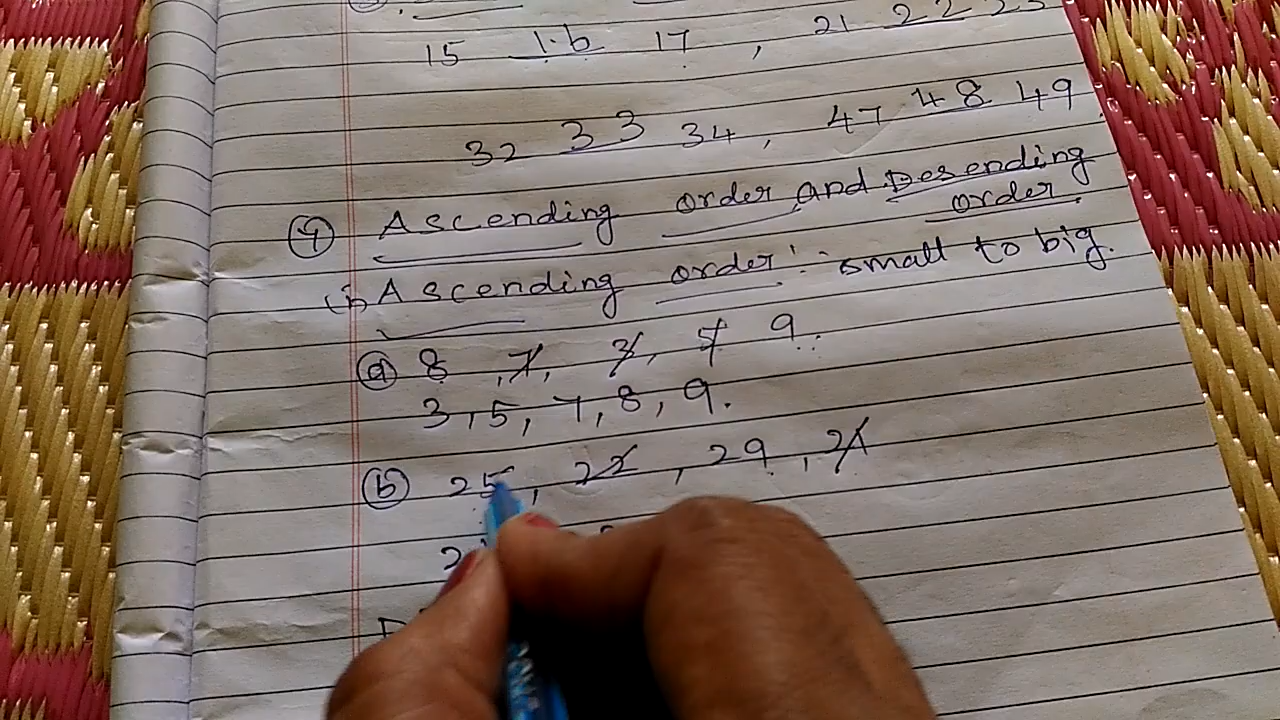 15 16 17 , 21 22 23
32 33 34 , 47 48 49
④ Ascending order and Desending order
(i) Ascending order :- small to big.
ⓐ 8 , 7, 3, 5 9.
3, 5, 7, 8, 9.
ⓑ 25, 22, 29, 21